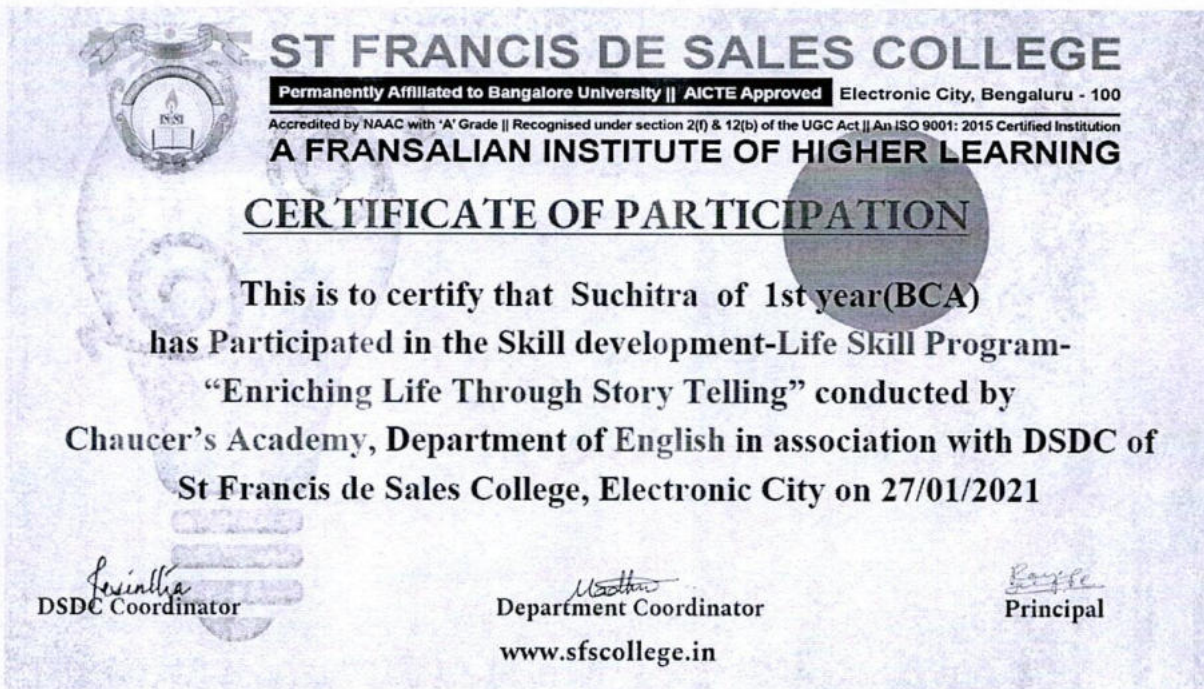 ST FRANCIS DE SALES COLLEGE
Permanently Affiliated to Bangalore University || AICTE Approved Electronic City, Bengaluru - 100
Accredited by NAAC with 'A' Grade || Recognised under section 2(f) & 12(b) of the UGC Act || An ISO 9001: 2015 Certified Institution
A FRANSALIAN INSTITUTE OF HIGHER LEARNING
CERTIFICATE OF PARTICIPATION
This is to certify that Suchitra of 1st year(BCA)
has Participated in the Skill development-Life Skill Program-
“Enriching Life Through Story Telling” conducted by
Chaucer’s Academy, Department of English in association with DSDC of
St Francis de Sales College, Electronic City on 27/01/2021
DSDC Coordinator
Department Coordinator
Principal
www.sfscollege.in